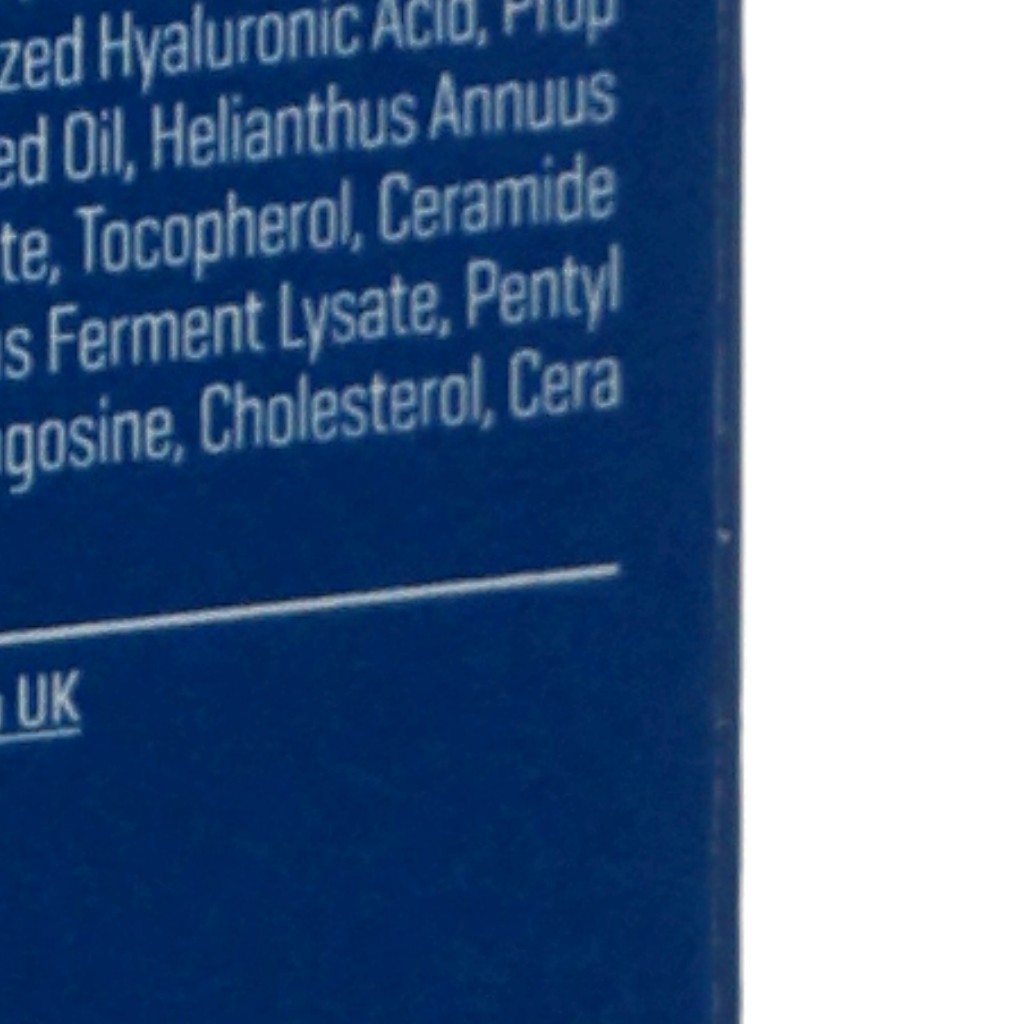 zed Hyaluronic Acid, Prop
ed Oil, Helianthus Annuus
te, Tocopherol, Ceramide
s Ferment Lysate, Pentyl
gosine, Cholesterol, Cera
UK